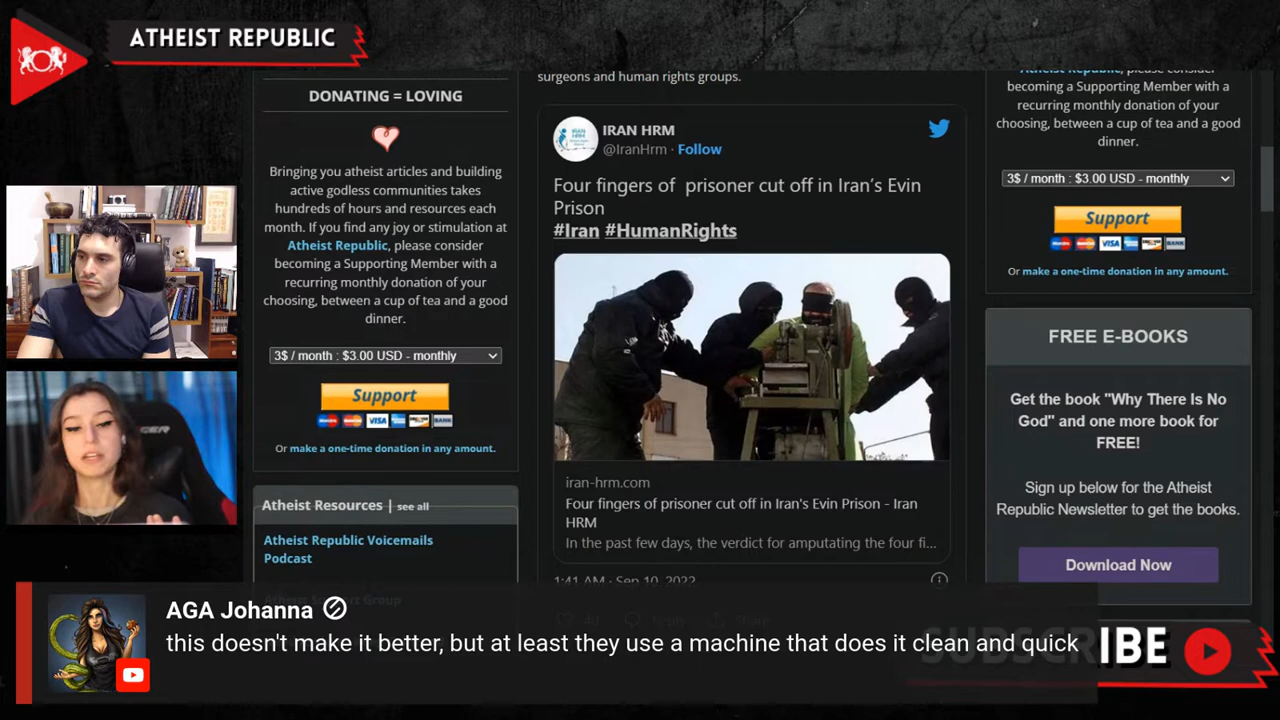 ATHEIST REPUBLIC
DONATING = LOVING
Bringing you atheist articles and building
active godless communities takes
hundreds of hours and resources each
month. If you find any joy or stimulation at
Atheist Republic, please consider
becoming a Supporting Member with a
recurring monthly donation of your
choosing, between a cup of tea and a good
dinner.
3$ / month : $3.00 USD - monthly
Support
VISA
BANK
Or make a one-time donation in any amount.
Atheist Resources | see all
Atheist Republic Voicemails
Podcast
surgeons and human rights groups.
IRAN HRM
IRAN HRM
@IranHrm · Follow
Four fingers of prisoner cut off in Iran's Evin
Prison
#Iran #HumanRights
iran-hrm.com
Four fingers of prisoner cut off in Iran's Evin Prison - Iran
HRM
In the past few days, the verdict for amputating the four fi...
1:41 AM · Sep 10, 2022
Atheist Republic, please consider
becoming a Supporting Member with a
recurring monthly donation of your
choosing, between a cup of tea and a good
dinner.
3$ / month : $3.00 USD - monthly
Support
VISA
BANK
Or make a one-time donation in any amount.
FREE E-BOOKS
Get the book "Why There Is No
God" and one more book for
FREE!
Sign up below for the Atheist
Republic Newsletter to get the books.
Download Now
AGA Johanna
this doesn't make it better, but at least they use a machine that does it clean and quick
SUBSCRIBE